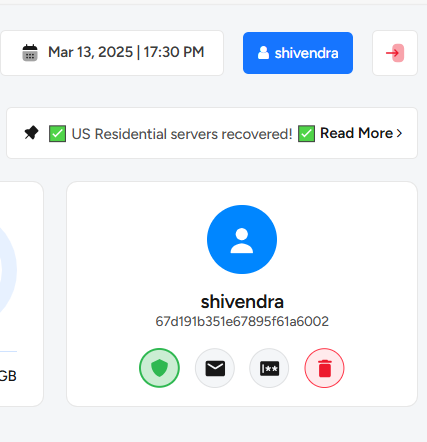 Mar 13, 2025 | 17:30 PM
shivendra
US Residential servers recovered! Read More
shivendra
67d191b351e67895f61a6002
GB